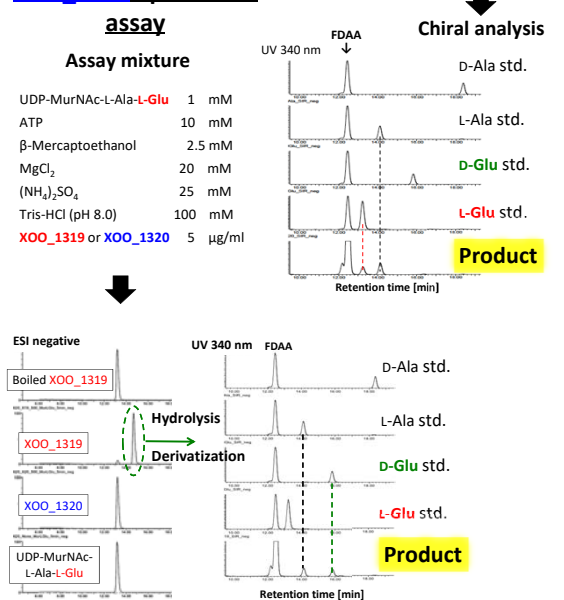 assay
Assay mixture
UDP-MurNAc-L-Ala-L-Glu 1 mM
ATP 10 mM
β-Mercaptoethanol 2.5 mM
MgCl₂ 20 mM
(NH₄)₂SO₄ 25 mM
Tris-HCl (pH 8.0) 100 mM
XOO_1319 or XOO_1320 5 μg/ml
Chiral analysis
FDAA
UV 340 nm
D-Ala std.
L-Ala std.
D-Glu std.
L-Glu std.
Product
Retention time [min]
ESI negative
Boiled XOO_1319
XOO_1319
XOO_1320
UDP-MurNAc-
L-Ala-L-Glu
Hydrolysis
Derivatization
UV 340 nm FDAA
D-Ala std.
L-Ala std.
D-Glu std.
L-Glu std.
Product
Retention time [min]